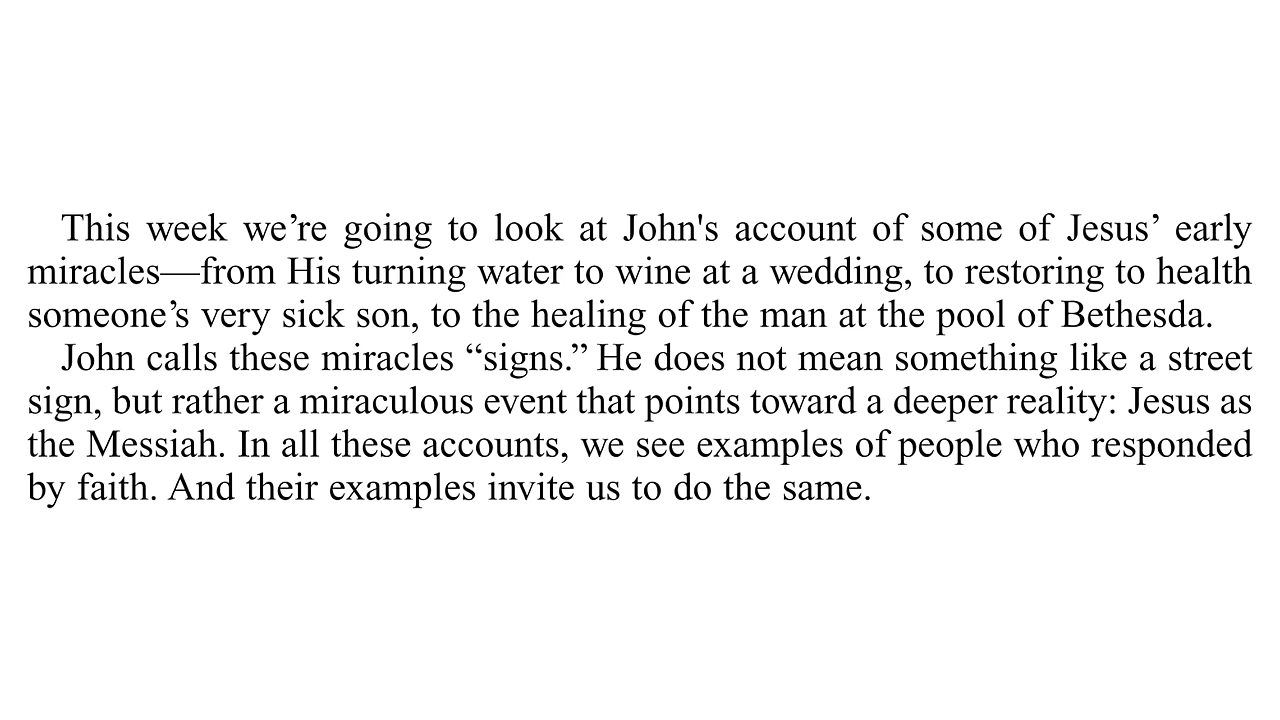 This week we’re going to look at John's account of some of Jesus’ early
miracles—from His turning water to wine at a wedding, to restoring to health
someone’s very sick son, to the healing of the man at the pool of Bethesda.
John calls these miracles “signs.” He does not mean something like a street
sign, but rather a miraculous event that points toward a deeper reality: Jesus as
the Messiah. In all these accounts, we see examples of people who responded
by faith. And their examples invite us to do the same.